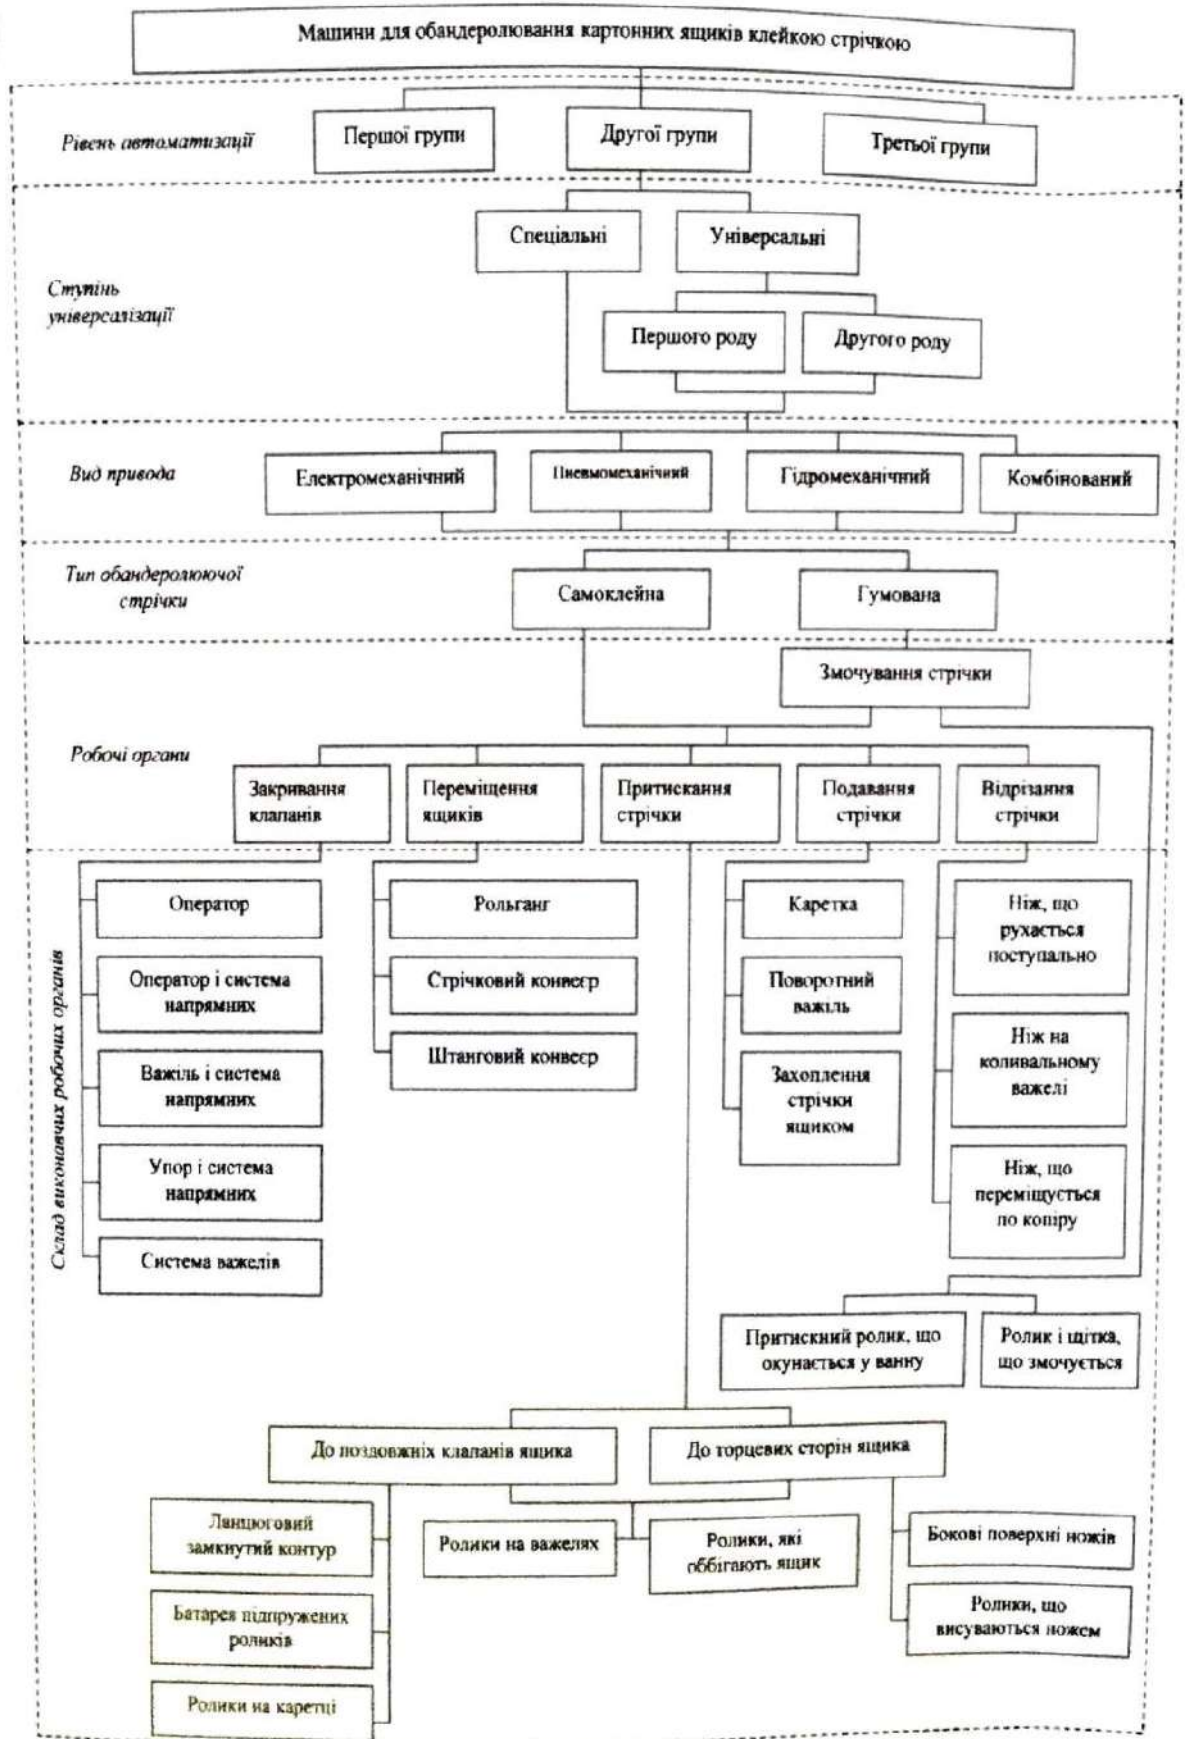 Машини для обандеролювання картонних ящиків клейкою стрічкою
Рівень автоматизації
Першої групи
Другої групи
Третьої групи
Ступінь
універсалізації
Спеціальні
Універсальні
Першого роду
Другого роду
Вид привода
Електромеханічний
Пневмомеханічний
Гідромеханічний
Комбінований
Тип обандеролюючої
стрічки
Самоклейна
Гумована
Змочування стрічки
Робочі органи
Закривання
клапанів
Переміщення
ящиків
Притискання
стрічки
Подавання
стрічки
Відрізання
стрічки
Склад виконавчих робочих органів
Оператор
Оператор і система
напрямних
Важіль і система
напрямних
Упор і система
напрямних
Система важелів
Рольганг
Стрічковий конвеєр
Штанговий конвеєр
Каретка
Поворотний
важіль
Захоплення
стрічки
ящиком
Ніж, що
рухається
поступально
Ніж на
коливальному
важелі
Ніж, що
переміщується
по копіру
Притискний ролик, що
окунається у ванну
Ролик і щітка,
що змочується
До поздовжніх клапанів ящика
До торцевих сторін ящика
Ланцюговий
замкнутий контур
Батарея підпружених
роликів
Ролики на каретці
Ролики на важелях
Ролики, які
оббігають ящик
Бокові поверхні ножів
Ролики, що
висуваються ножем